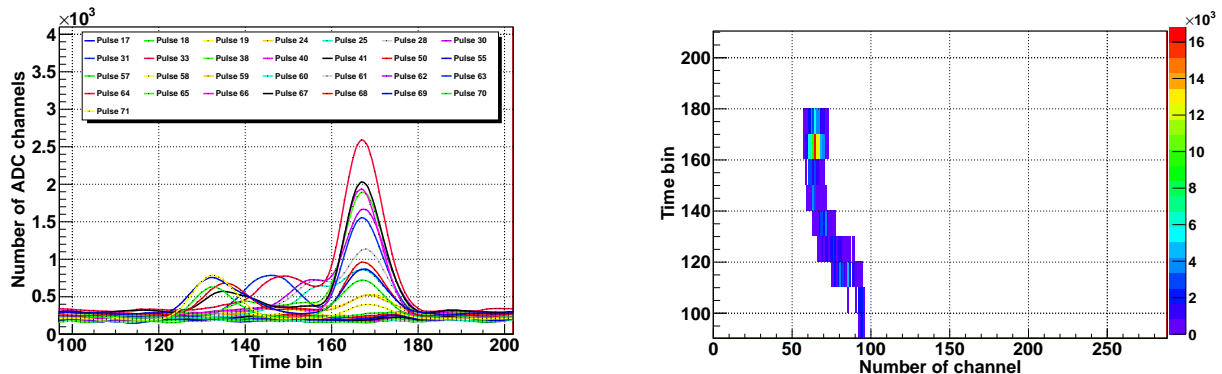 ×10³
Number of ADC channels
4
3.5
3
2.5
2
1.5
1
0.5
0
Pulse 17 Pulse 18 Pulse 19 Pulse 24 Pulse 25 Pulse 28 Pulse 30
Pulse 31 Pulse 33 Pulse 38 Pulse 40 Pulse 41 Pulse 50 Pulse 55
Pulse 57 Pulse 58 Pulse 59 Pulse 60 Pulse 61 Pulse 62 Pulse 63
Pulse 64 Pulse 65 Pulse 66 Pulse 67 Pulse 68 Pulse 69 Pulse 70
Pulse 71
100 120 140 160 180 200
Time bin
Time bin
200
180
160
140
120
100
0 50 100 150 200 250
Number of channel
×10³
16
14
12
10
8
6
4
2
0